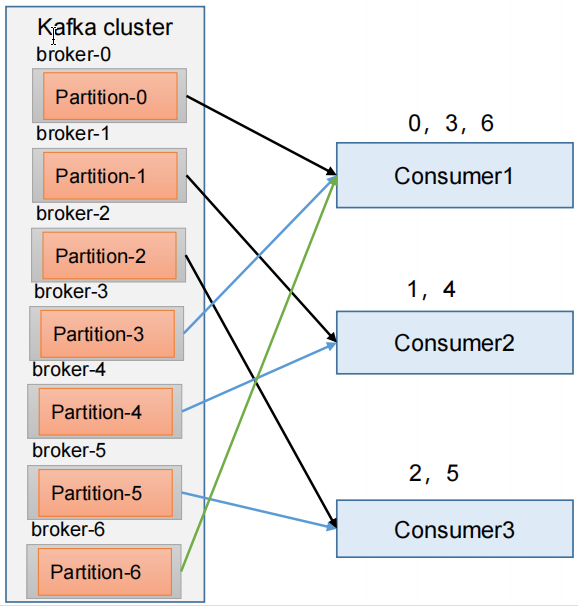 Kafka cluster
broker-0
Partition-0
broker-1
Partition-1
broker-2
Partition-2
broker-3
Partition-3
broker-4
Partition-4
broker-5
Partition-5
broker-6
Partition-6
0, 3, 6
Consumer1
1, 4
Consumer2
2, 5
Consumer3